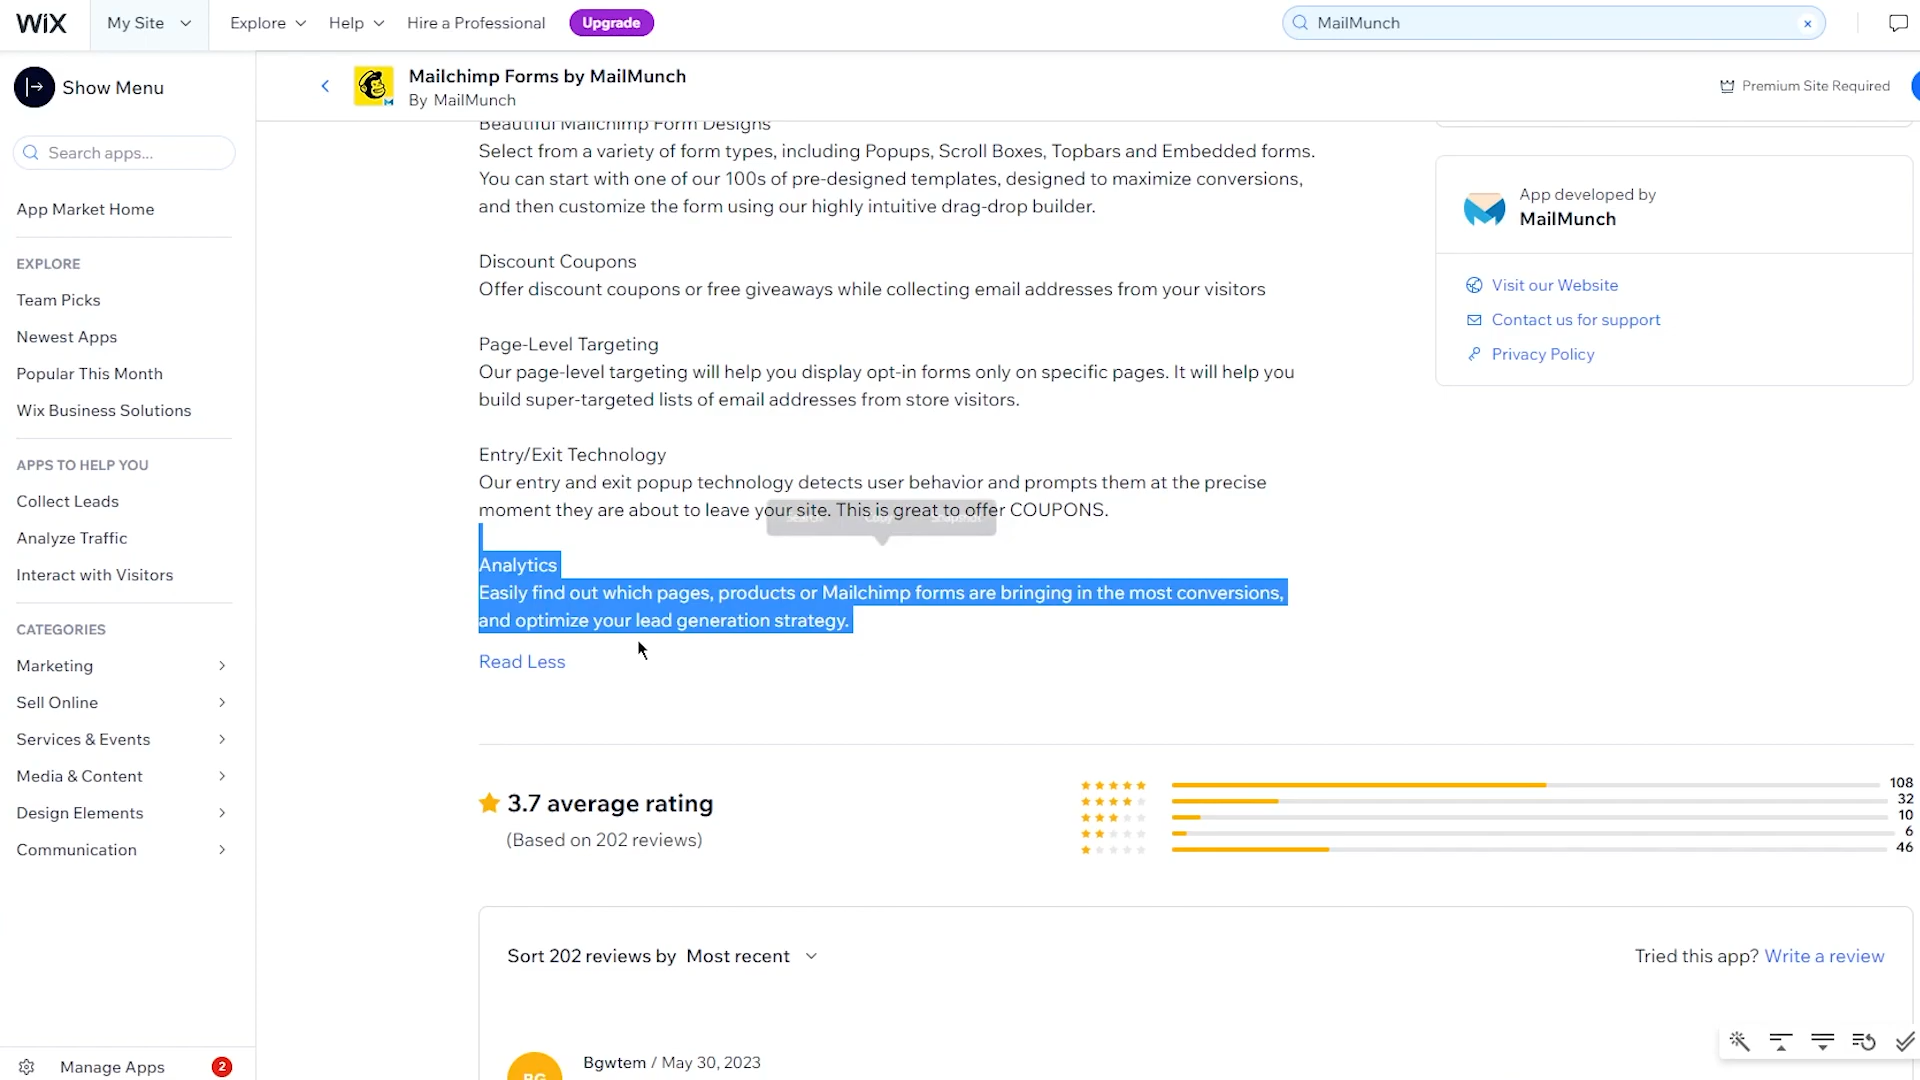 WiX My Site Explore Help Hire a Professional Upgrade MailMunch
Show Menu
Search apps...
App Market Home
EXPLORE
Team Picks
Newest Apps
Popular This Month
Wix Business Solutions
APPS TO HELP YOU
Collect Leads
Analyze Traffic
Interact with Visitors
CATEGORIES
Marketing
Sell Online
Services & Events
Media & Content
Design Elements
Communication
Manage Apps 2
Mailchimp Forms by MailMunch
By MailMunch
Premium Site Required
Beautiful Mailchimp Form Designs
Select from a variety of form types, including Popups, Scroll Boxes, Topbars and Embedded forms.
You can start with one of our 100s of pre-designed templates, designed to maximize conversions,
and then customize the form using our highly intuitive drag-drop builder.
Discount Coupons
Offer discount coupons or free giveaways while collecting email addresses from your visitors
Page-Level Targeting
Our page-level targeting will help you display opt-in forms only on specific pages. It will help you
build super-targeted lists of email addresses from store visitors.
Entry/Exit Technology
Our entry and exit popup technology detects user behavior and prompts them at the precise
moment they are about to leave your site. This is great to offer COUPONS.
Search Copy Snapshot
Analytics
Easily find out which pages, products or Mailchimp forms are bringing in the most conversions,
and optimize your lead generation strategy.
Read Less
App developed by
MailMunch
Visit our Website
Contact us for support
Privacy Policy
3.7 average rating
(Based on 202 reviews)
108
32
10
6
46
Sort 202 reviews by Most recent
Tried this app? Write a review
BG
Bgwtem / May 30, 2023